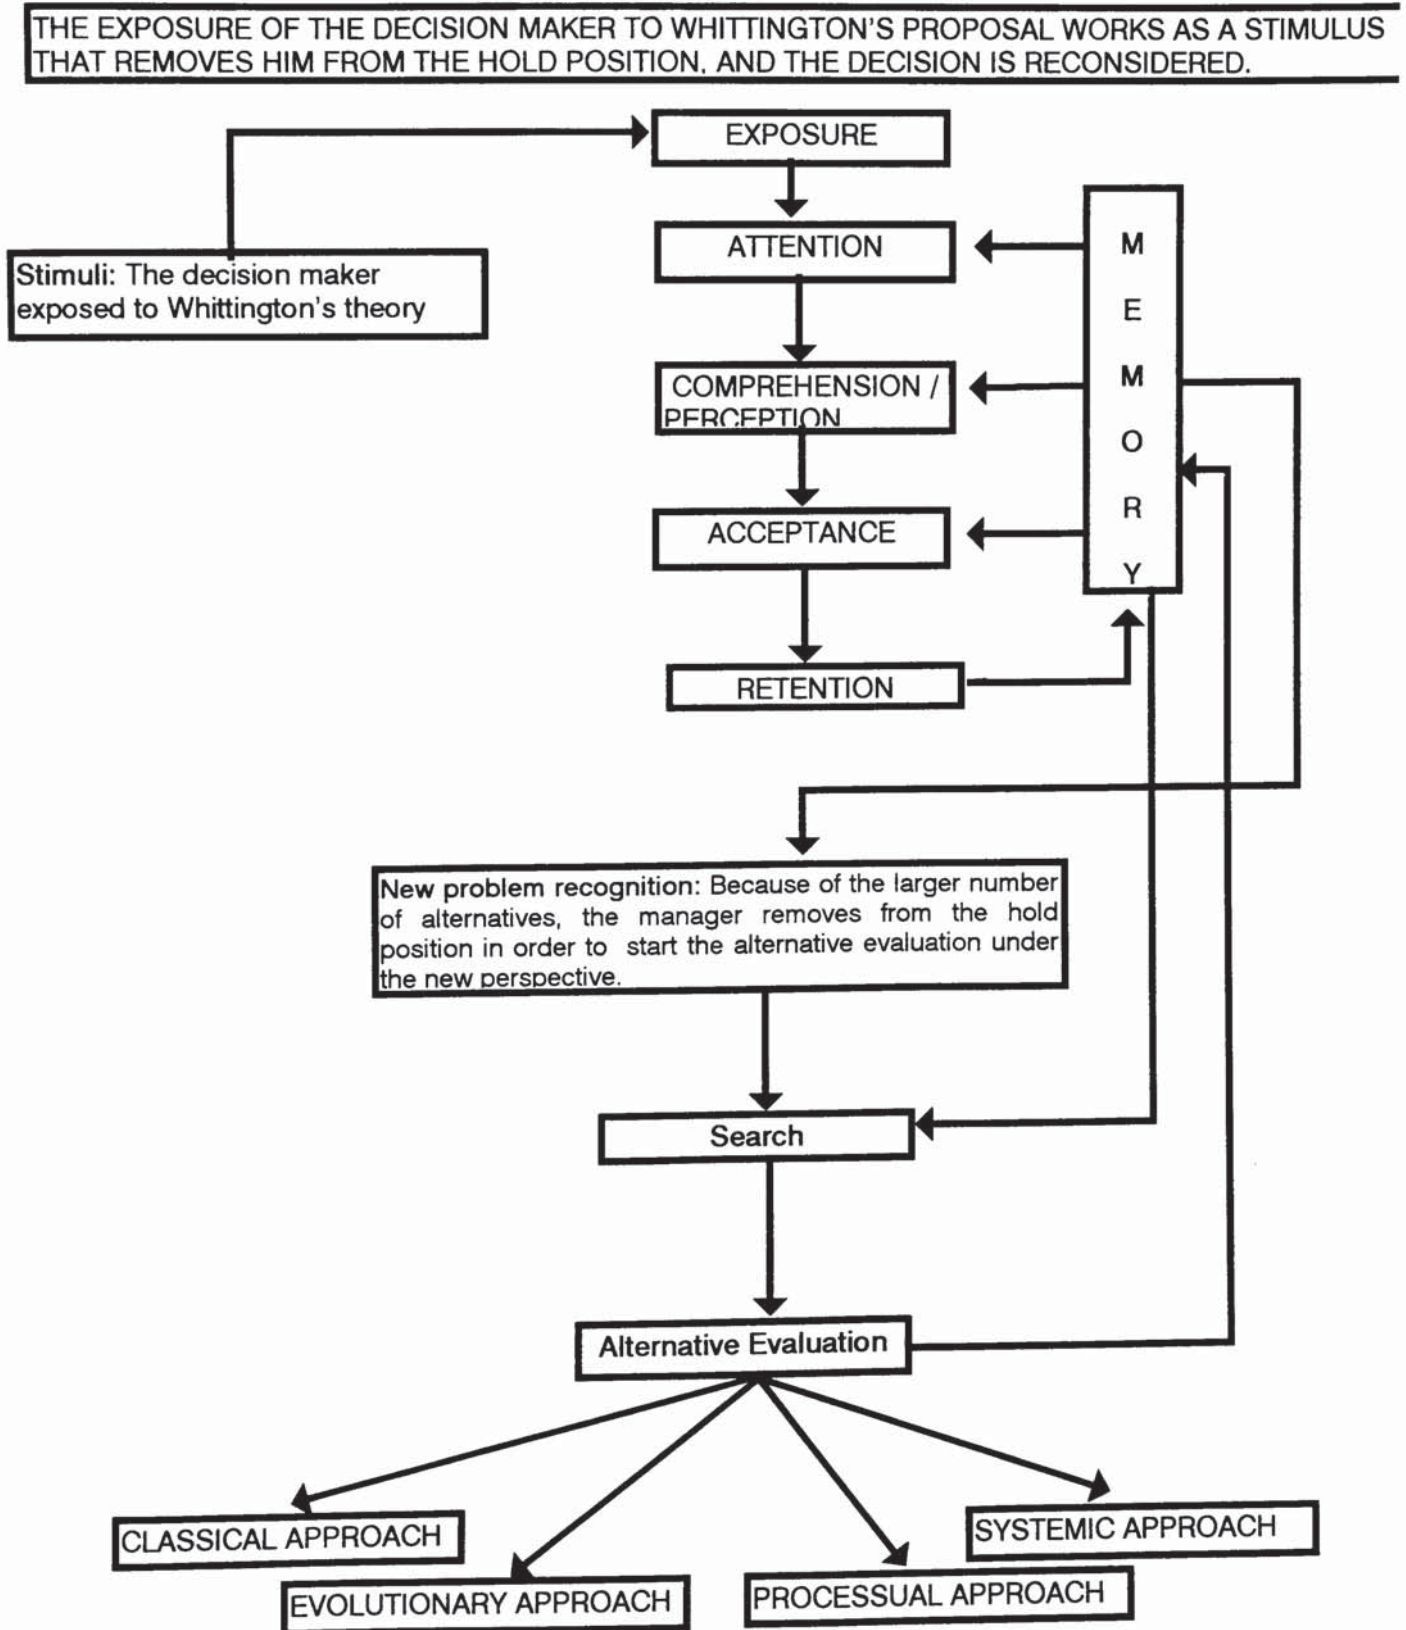 THE EXPOSURE OF THE DECISION MAKER TO WHITTINGTON'S PROPOSAL WORKS AS A STIMULUS
THAT REMOVES HIM FROM THE HOLD POSITION, AND THE DECISION IS RECONSIDERED.
EXPOSURE
ATTENTION
Stimuli: The decision maker
exposed to Whittington's theory
COMPREHENSION /
PERCEPTION
ACCEPTANCE
RETENTION
M
E
M
O
R
Y
New problem recognition: Because of the larger number
of alternatives, the manager removes from the hold
position in order to start the alternative evaluation under
the new perspective.
Search
Alternative Evaluation
CLASSICAL APPROACH
EVOLUTIONARY APPROACH
PROCESSUAL APPROACH
SYSTEMIC APPROACH